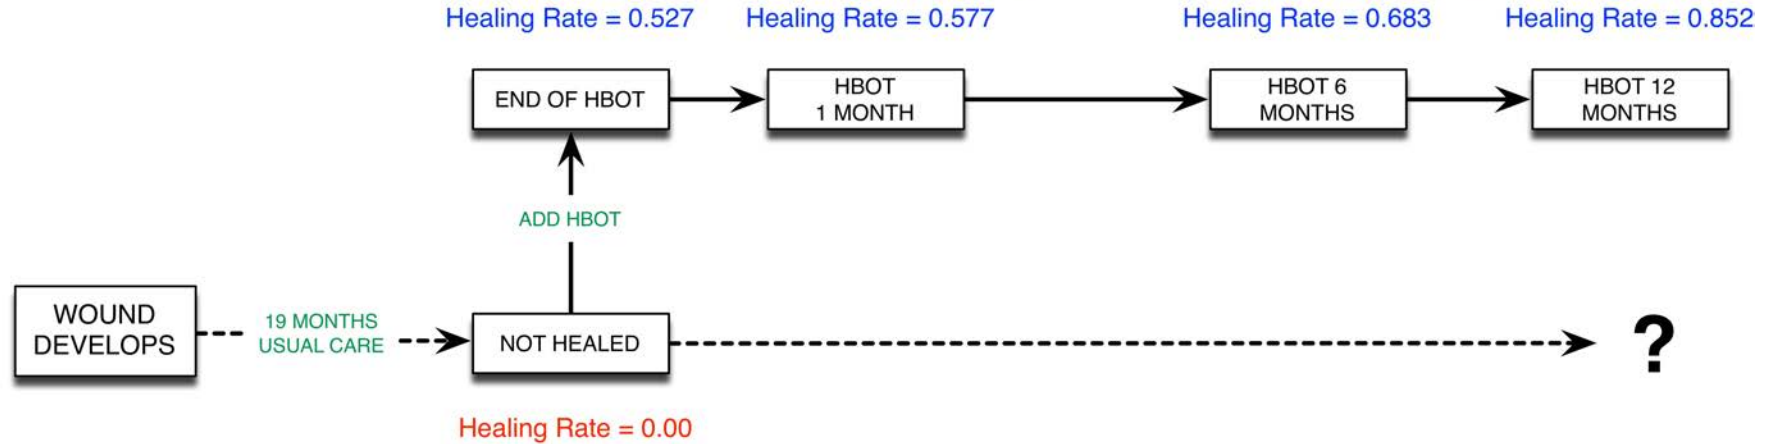 Healing Rate = 0.527
Healing Rate = 0.577
Healing Rate = 0.683
Healing Rate = 0.852
END OF HBOT
HBOT
1 MONTH
HBOT 6
MONTHS
HBOT 12
MONTHS
ADD HBOT
WOUND
DEVELOPS
19 MONTHS
USUAL CARE
NOT HEALED
?
Healing Rate = 0.00